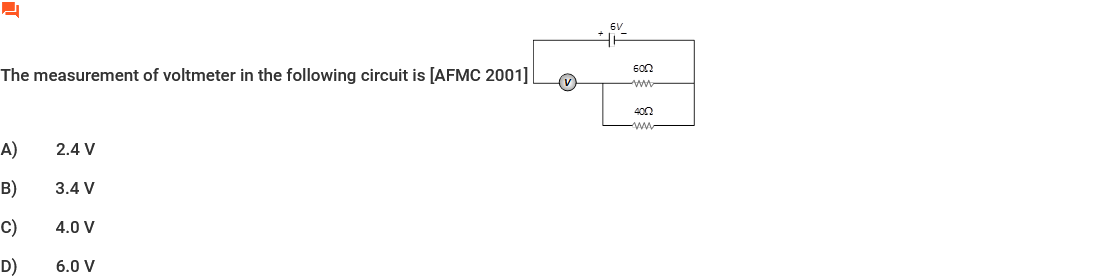 6V
+ −
60Ω
The measurement of voltmeter in the following circuit is [AFMC 2001]
V
40Ω
A) 2.4 V
B) 3.4 V
C) 4.0 V
D) 6.0 V